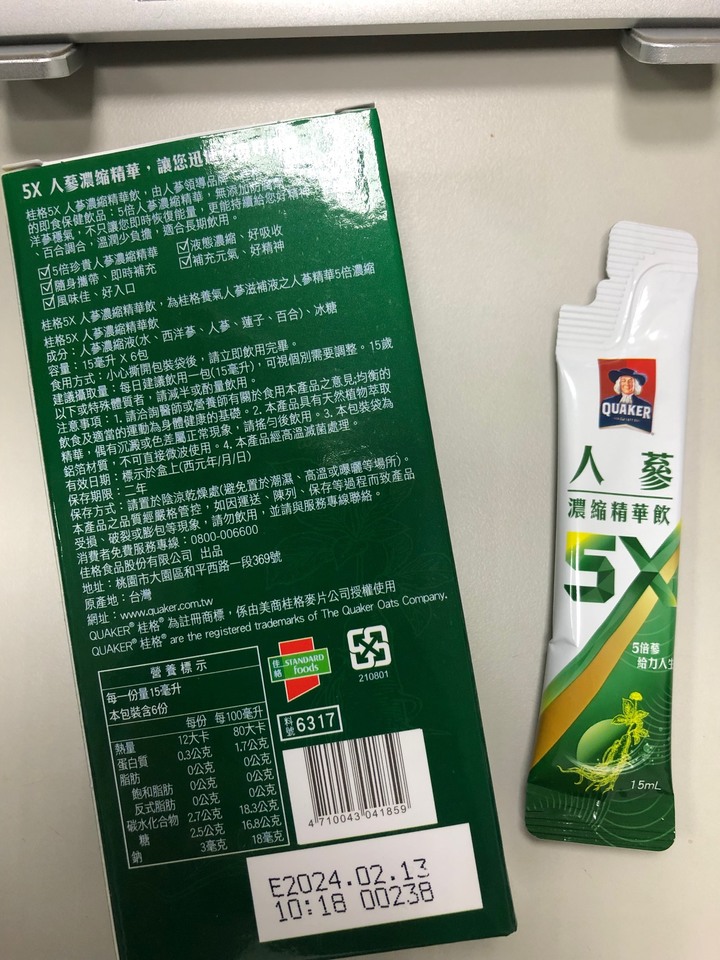 5X 人蔘濃縮精華，讓您迅速
桂格5X 人蔘濃縮精華飲，由人蔘領導品牌
的即食保健飲品；5倍人蔘濃縮精華，無添加防腐劑
洋蔘種氣，不只讓您即時恢復能量，更能持續給您好精
、百合調合，溫潤少負擔，適合長期飲用。
☑5倍珍貴人蔘濃縮精華 ☑液態濃縮、好吸收
☑隨身攜帶、即時補充 ☑補充元氣、好精神
☑風味佳、好入口
桂格5X 人蔘濃縮精華飲，為桂格養氣人蔘滋補液之人蔘精華5倍濃縮
桂格5X 人蔘濃縮精華飲
成分：人蔘濃縮液(水、西洋蔘、人蔘、蓮子、百合)、冰糖
容量：15毫升 X 6包
食用方式：小心撕開包裝袋後，請立即飲用完畢。
建議攝取量：每日建議飲用一包(15毫升)，可視個別需要調整。15歲
以下或特殊體質者，請減半或酌量飲用。
注意事項：1. 請洽詢醫師或營養師有關於食用本產品之意見;均衡的
飲食及適當的運動為身體健康的基礎。2. 本產品具有天然植物萃取
精華，偶有沉澱或色差屬正常現象，請搖勻後飲用。3. 本包裝袋為
鋁箔材質，不可直接微波使用。4. 本產品經高溫滅菌處理。
有效日期：標示於盒上(西元年/月/日)
保存期限：二年
保存方式：請置於陰涼乾燥處(避免置於潮濕、高溫或曝曬等場所)。
本產品之品質經嚴格管控，如因運送、陳列、保存等過程而致產品
受損、破裂或膨包等現象，請勿飲用，並請與服務專線聯絡。
消費者免費服務專線：0800-006600
佳格食品股份有限公司 出品
地址：桃園市大園區和平西路一段369號
原產地：台灣
網址：www.quaker.com.tw
QUAKER® 桂格® 為註冊商標，係由美商桂格麥片公司授權使用
QUAKER® 桂格® are the registered trademarks of The Quaker Oats Company.
營養標示
每一份量15毫升
本包裝含6份
每份 每100毫升
熱量 12大卡 80大卡
蛋白質 0.3公克 1.7公克
脂肪 0公克 0公克
飽和脂肪 0公克 0公克
反式脂肪 0公克 0公克
碳水化合物 2.7公克 18.3公克
糖 2.5公克 16.8公克
鈉 3毫克 18毫克
佳格 STANDARD foods
210801
料號 6317
4 710043 041859
E2024.02.13
10:18 00238
QUAKER
人蔘
濃縮精華飲
5X
5倍蔘
給力人生
15mL